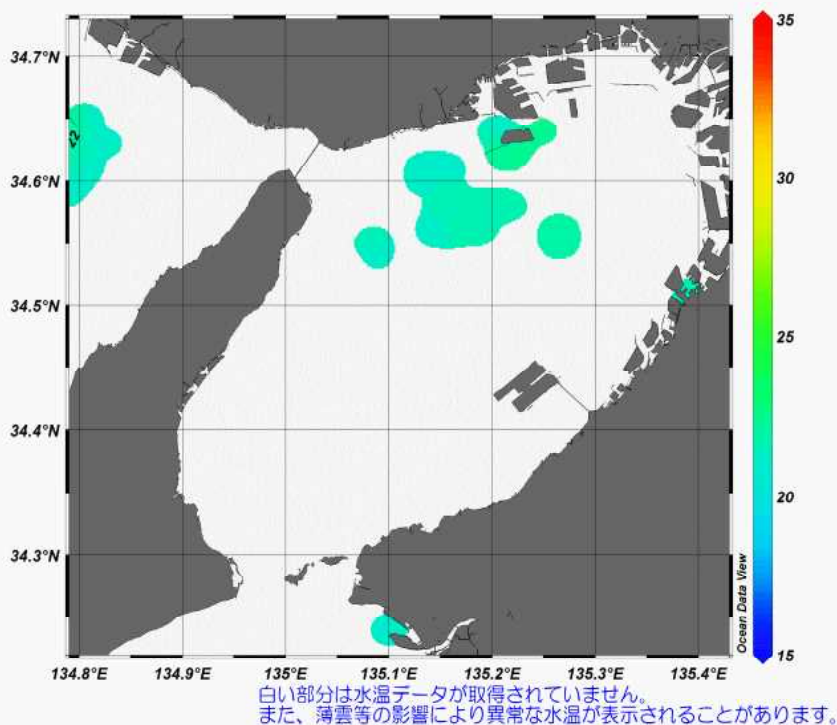 35
34.7°N
30
34.6°N
22
34.5°N
25
34.4°N
20
34.3°N
Ocean Data View
15
134.8°E 134.9°E 135°E 135.1°E 135.2°E 135.3°E 135.4°E
白い部分は水温データが取得されていません。
また、薄雲等の影響により異常な水温が表示されることがあります。